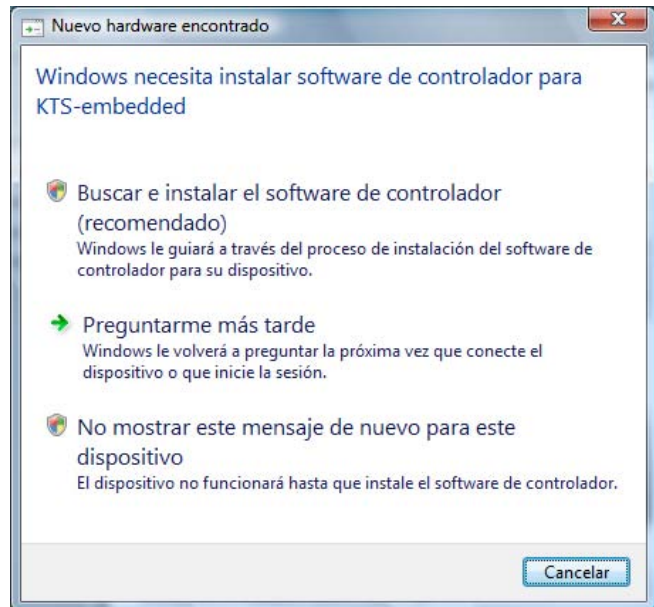 Nuevo hardware encontrado
Windows necesita instalar software de controlador para
KTS-embedded
Buscar e instalar el software de controlador
(recomendado)
Windows le guiará a través del proceso de instalación del software de
controlador para su dispositivo.
Preguntarme más tarde
Windows le volverá a preguntar la próxima vez que conecte el
dispositivo o que inicie la sesión.
No mostrar este mensaje de nuevo para este
dispositivo
El dispositivo no funcionará hasta que instale el software de controlador.
Cancelar